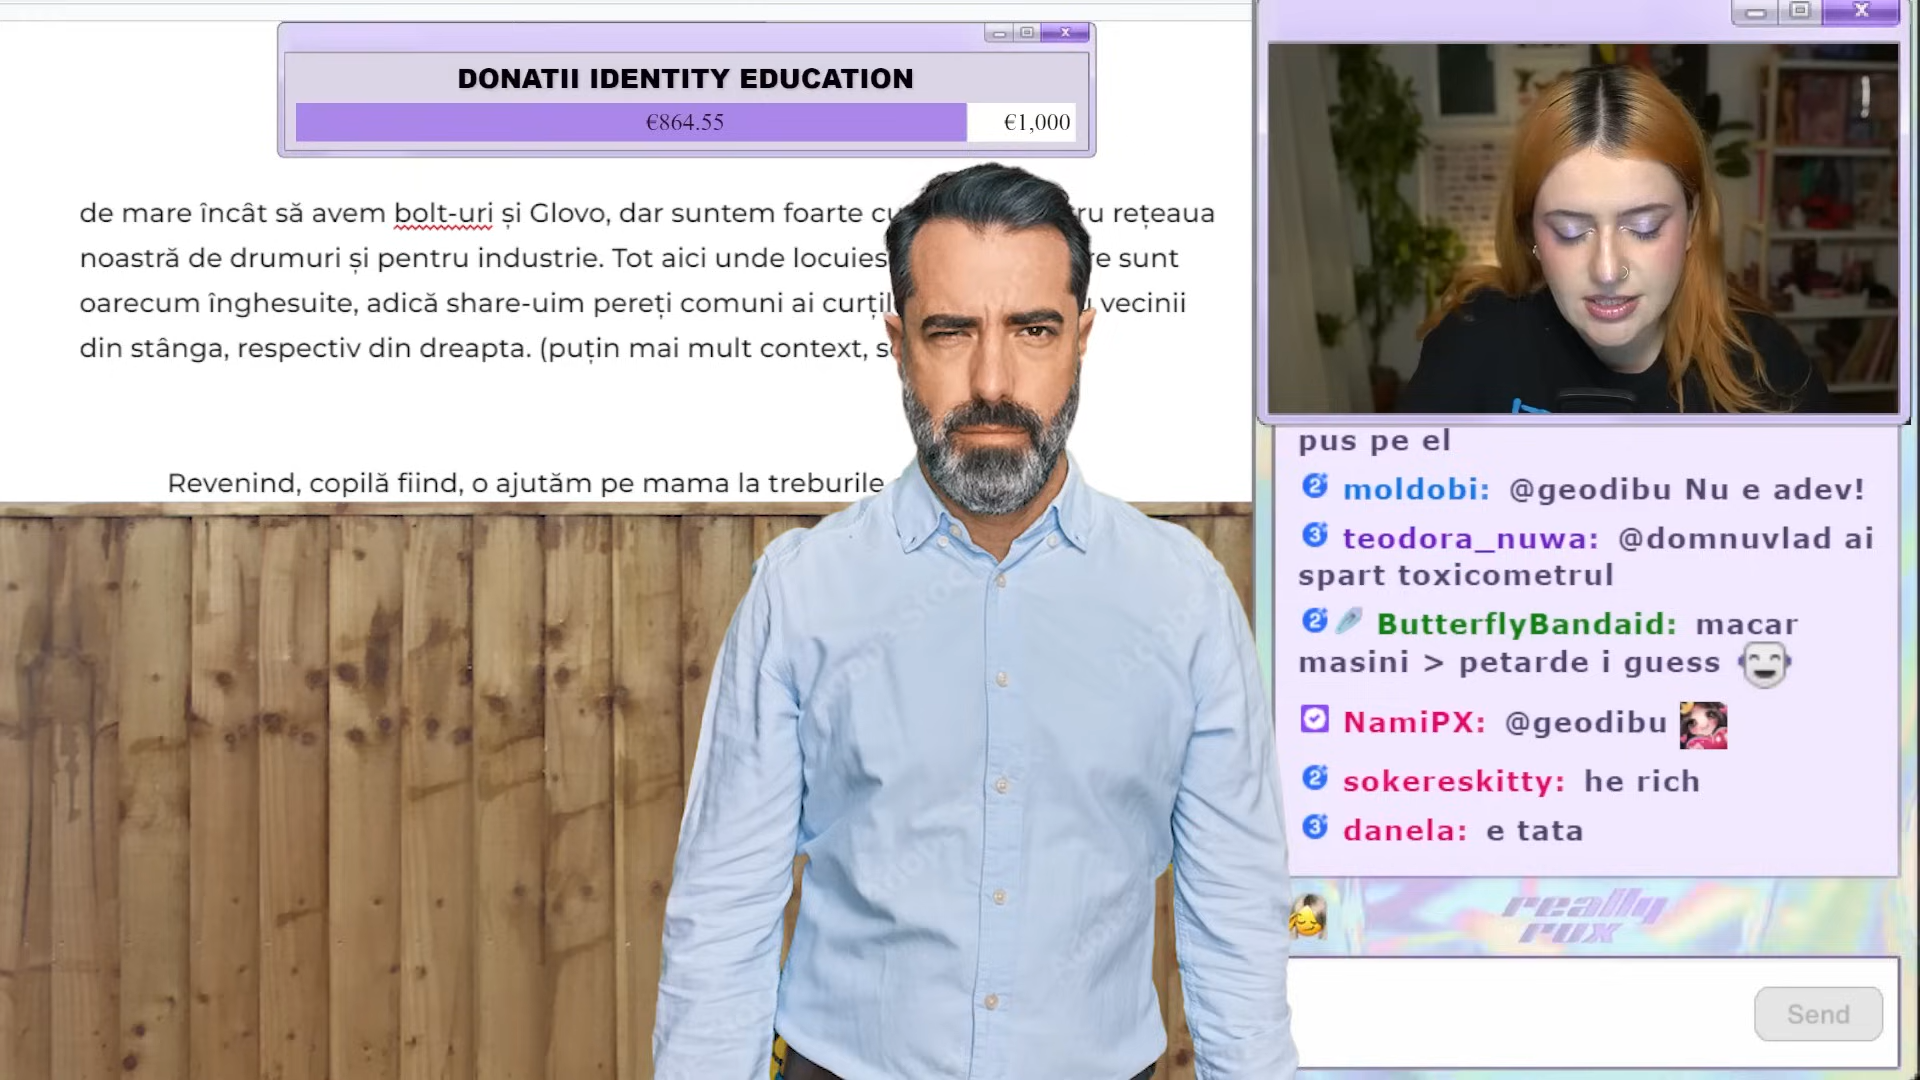 DONATII IDENTITY EDUCATION
€864.55 €1,000
de mare încât să avem bolt-uri și Glovo, dar suntem foarte ru rețeaua
noastră de drumuri și pentru industrie. Tot aici unde sunt
oarecum înghesuite, adică share-uim pereți comuni ai vecinii
din stânga, respectiv din dreapta. (puțin mai mult context,
Revenind, copilă fiind, o ajutăm pe mama la treburile
pus pe el
moldobi: @geodibu Nu e adev!
teodora_nuwa: @domnuvlad ai
spart toxicometrul
ButterflyBandaid: macar
masini > petarde i guess
NamiPX: @geodibu
sokereskitty: he rich
danela: e tata
really
rux
Send